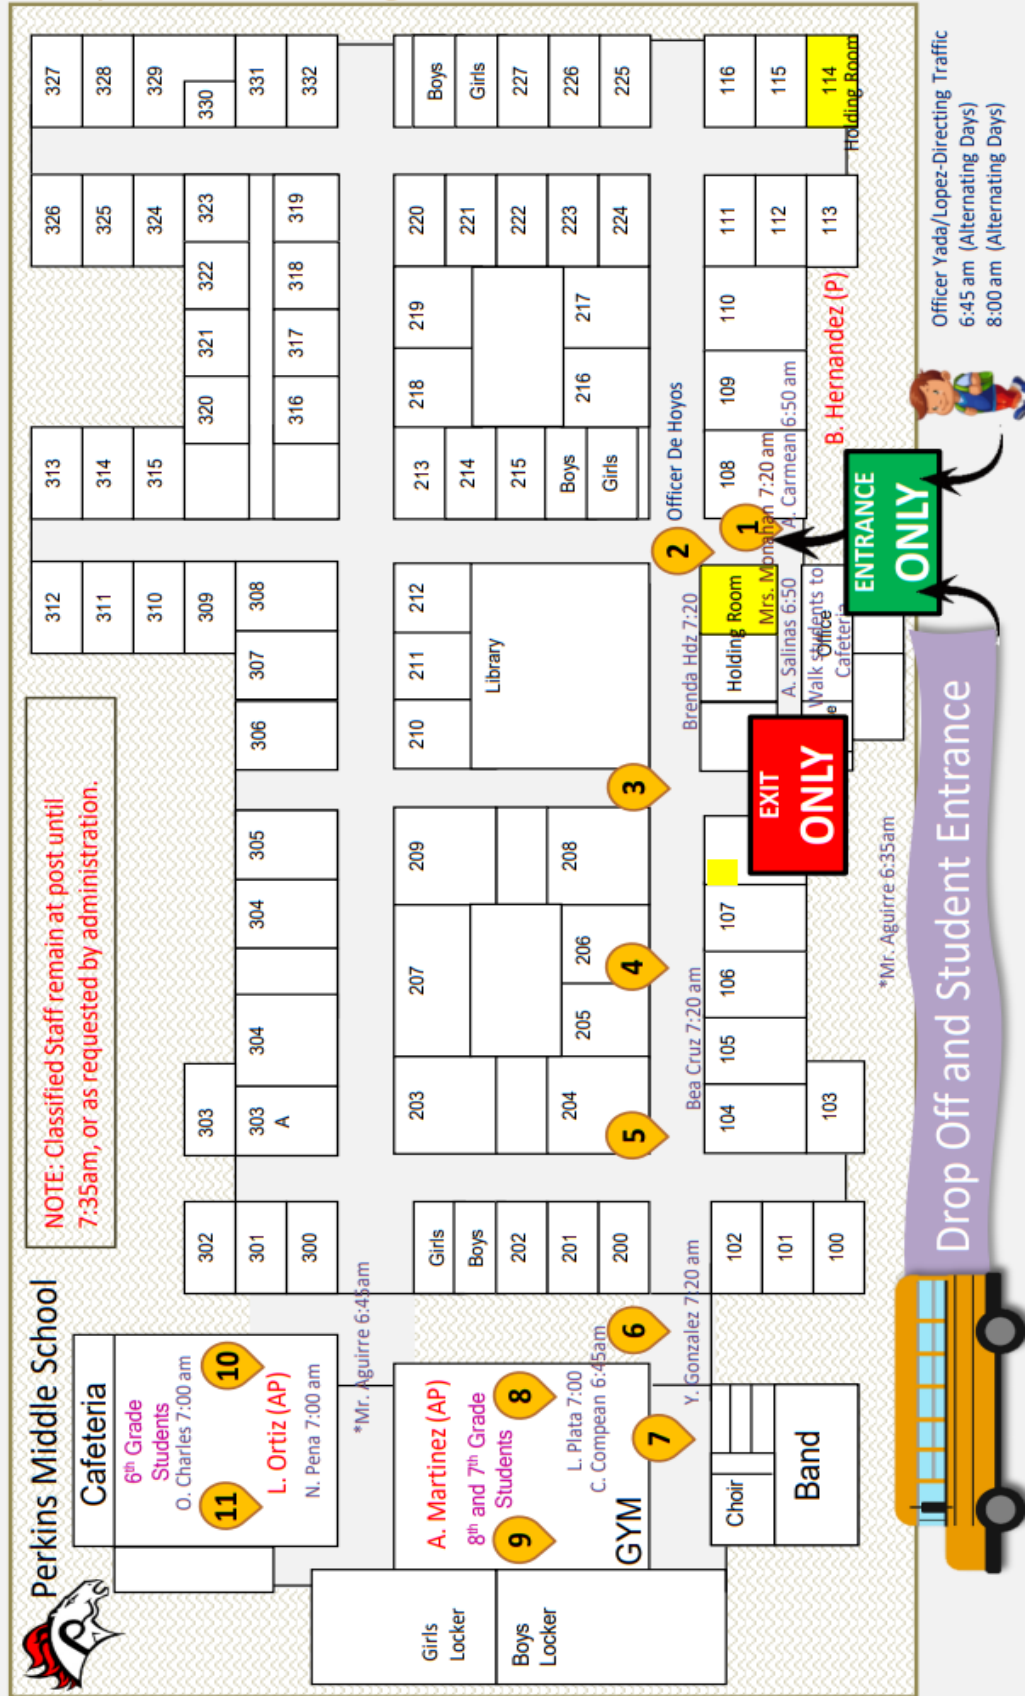 Perkins Middle School
NOTE: Classified Staff remain at post until
7:35am, or as requested by administration.
Cafeteria
6th Grade
Students
O. Charles 7:00 am
11
10
L. Ortiz (AP)
N. Pena 7:00 am
*Mr. Aguirre 6:45am
A. Martinez (AP)
8th and 7th Grade
Students
9
8
L. Plata 7:00
C. Compean 6:45am
GYM
7
6
Girls
Locker
Boys
Locker
Choir
Band
Y. Gonzalez 7:20 am
302
301
300
Girls
Boys
202
201
200
102
101
100
303
303
A
304
304
305
306
307
308
309
310
311
312
313
314
315
320
321
322
323
324
325
326
316
317
318
319
327
328
329
330
331
332
203
204
205
206
207
208
209
5
4
3
210
211
212
Library
213
214
215
Boys
Girls
218
219
216
217
220
221
222
223
224
Boys
Girls
227
226
225
Bea Cruz 7:20 am
104
105
106
107
103
Brenda Hdz 7:20
Holding Room
2
Officer De Hoyos
1
Mrs. Monahan 7:20 am
A. Salinas 6:50
A. Carmean 6:50 am
Walk students to
Cafeteria
Office
108
109
110
111
112
113
116
115
114
Holding Room
B. Hernandez (P)
EXIT
ONLY
ENTRANCE
ONLY
*Mr. Aguirre 6:35am
Drop Off and Student Entrance
Officer Yada/Lopez-Directing Traffic
6:45 am (Alternating Days)
8:00 am (Alternating Days)